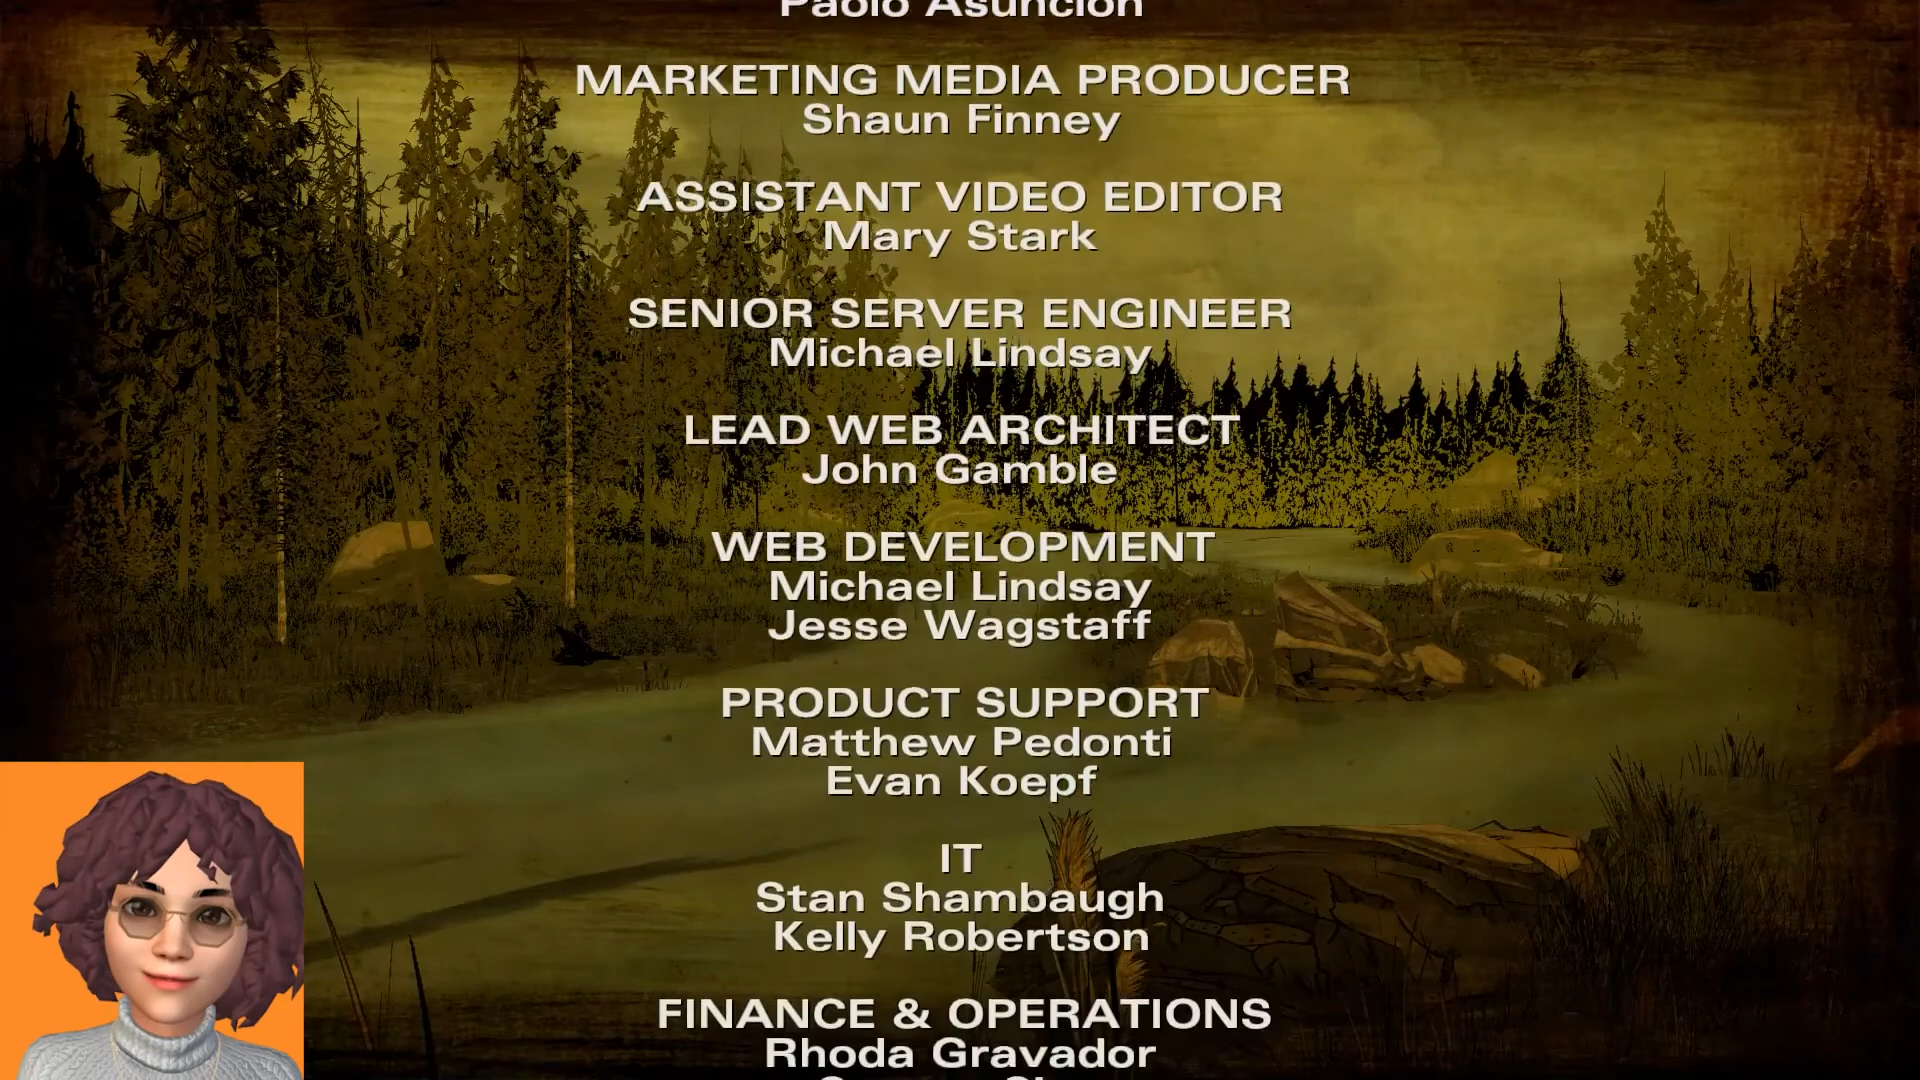 Paolo Asuncion
MARKETING MEDIA PRODUCER
Shaun Finney
ASSISTANT VIDEO EDITOR
Mary Stark
SENIOR SERVER ENGINEER
Michael Lindsay
LEAD WEB ARCHITECT
John Gamble
WEB DEVELOPMENT
Michael Lindsay
Jesse Wagstaff
PRODUCT SUPPORT
Matthew Pedonti
Evan Koepf
IT
Stan Shambaugh
Kelly Robertson
FINANCE & OPERATIONS
Rhoda Gravador